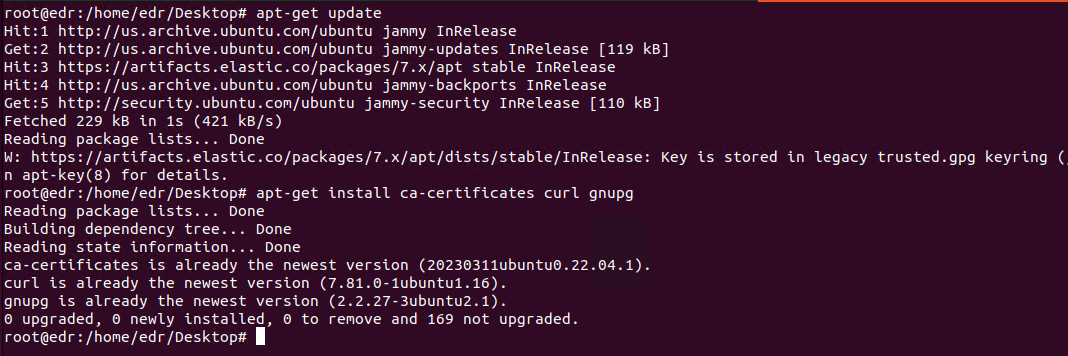 root@edr:/home/edr/Desktop# apt-get update
Hit:1 http://us.archive.ubuntu.com/ubuntu jammy InRelease
Get:2 http://us.archive.ubuntu.com/ubuntu jammy-updates InRelease [119 kB]
Hit:3 https://artifacts.elastic.co/packages/7.x/apt stable InRelease
Hit:4 http://us.archive.ubuntu.com/ubuntu jammy-backports InRelease
Get:5 http://security.ubuntu.com/ubuntu jammy-security InRelease [110 kB]
Fetched 229 kB in 1s (421 kB/s)
Reading package lists... Done
W: https://artifacts.elastic.co/packages/7.x/apt/dists/stable/InRelease: Key is stored in legacy trusted.gpg keyring (
n apt-key(8) for details.
root@edr:/home/edr/Desktop# apt-get install ca-certificates curl gnupg
Reading package lists... Done
Building dependency tree... Done
Reading state information... Done
ca-certificates is already the newest version (20230311ubuntu0.22.04.1).
curl is already the newest version (7.81.0-1ubuntu1.16).
gnupg is already the newest version (2.2.27-3ubuntu2.1).
0 upgraded, 0 newly installed, 0 to remove and 169 not upgraded.
root@edr:/home/edr/Desktop#